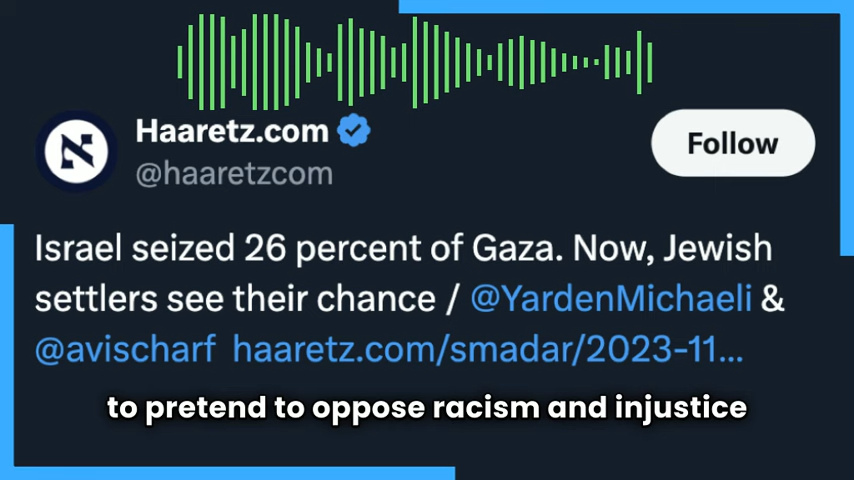 Haaretz.com
@haaretzcom
Follow
Israel seized 26 percent of Gaza. Now, Jewish
settlers see their chance / @YardenMichaeli &
@avischarf haaretz.com/smadar/2023-11...
to pretend to oppose racism and injustice